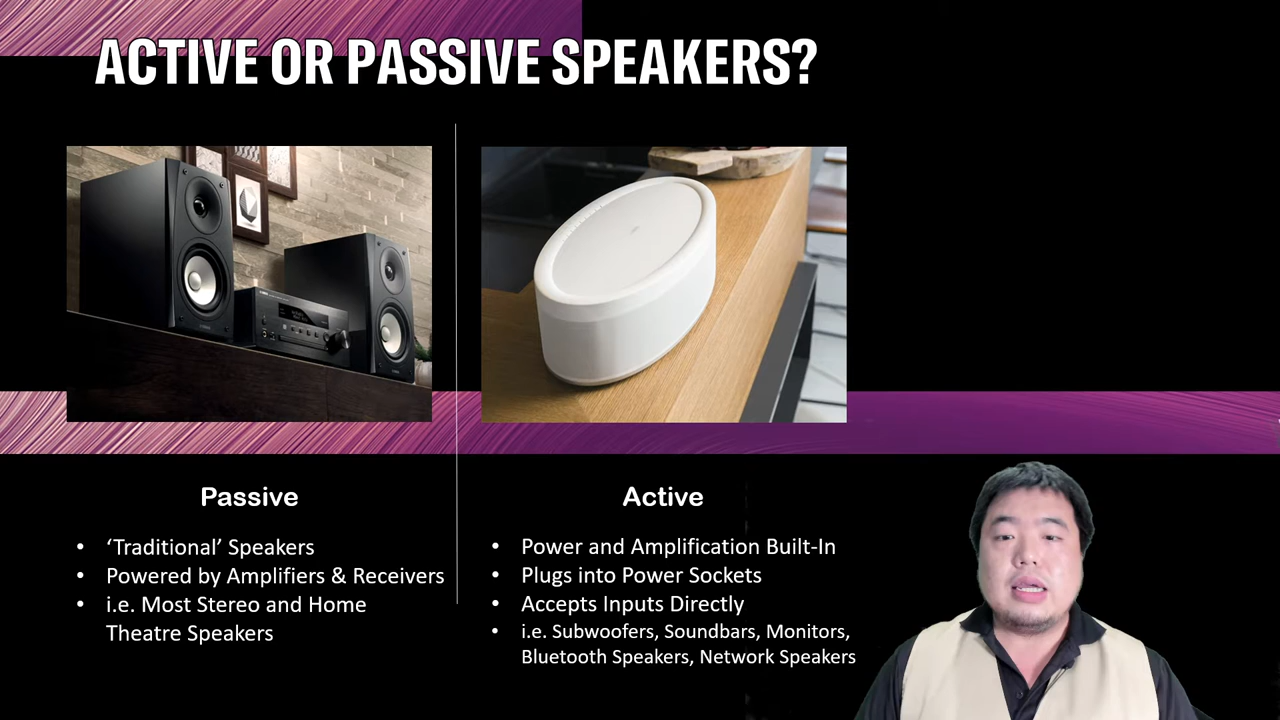 ACTIVE OR PASSIVE SPEAKERS?
Passive
• ‘Traditional’ Speakers
• Powered by Amplifiers & Receivers
• i.e. Most Stereo and Home
Theatre Speakers
Active
• Power and Amplification Built-In
• Plugs into Power Sockets
• Accepts Inputs Directly
• i.e. Subwoofers, Soundbars, Monitors,
Bluetooth Speakers, Network Speakers